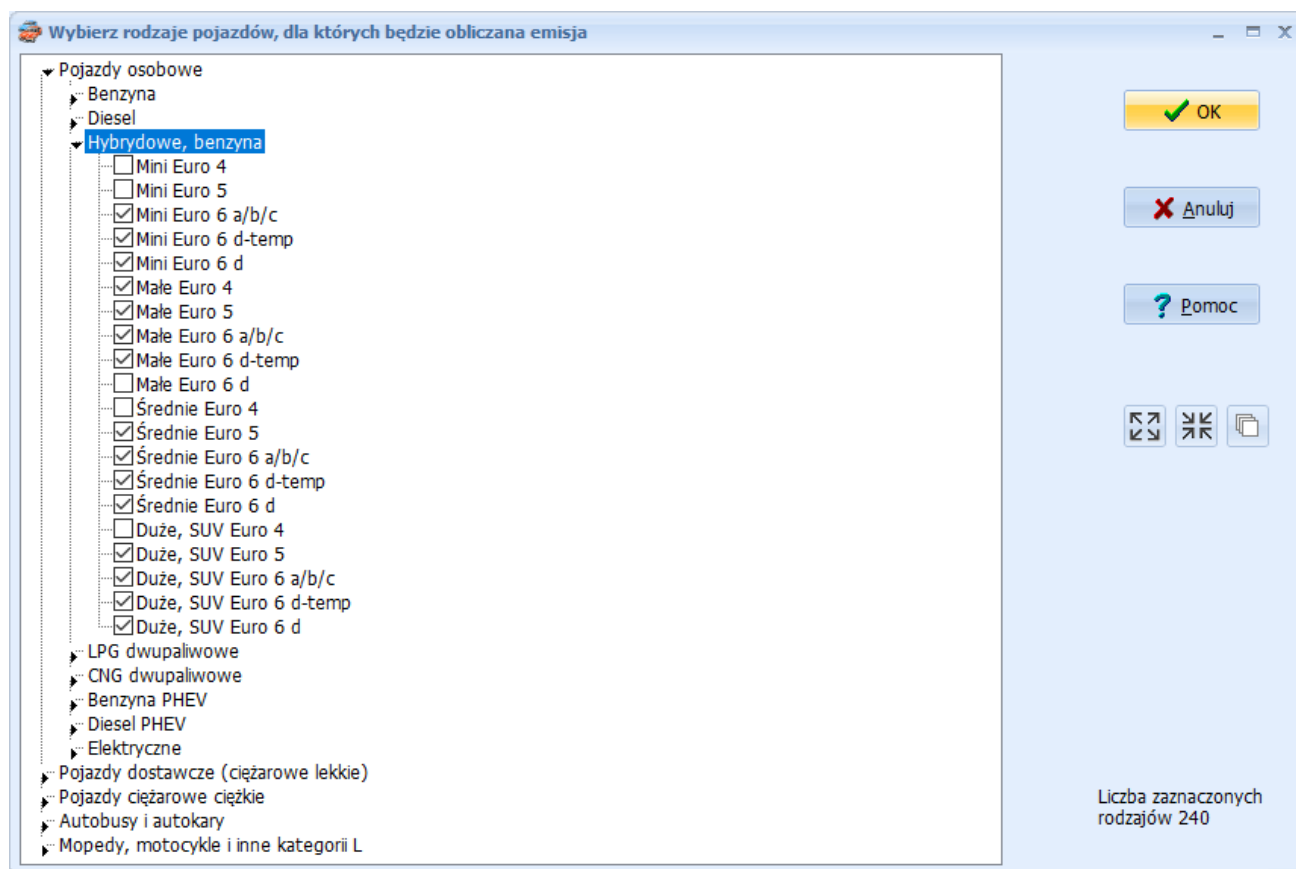 Wybierz rodzaje pojazdów, dla których będzie obliczana emisja
Pojazdy osobowe
Benzyna
Diesel
Hybrydowe, benzyna
Mini Euro 4
Mini Euro 5
Mini Euro 6 a/b/c
Mini Euro 6 d-temp
Mini Euro 6 d
Małe Euro 4
Małe Euro 5
Małe Euro 6 a/b/c
Małe Euro 6 d-temp
Małe Euro 6 d
Średnie Euro 4
Średnie Euro 5
Średnie Euro 6 a/b/c
Średnie Euro 6 d-temp
Średnie Euro 6 d
Duże, SUV Euro 4
Duże, SUV Euro 5
Duże, SUV Euro 6 a/b/c
Duże, SUV Euro 6 d-temp
Duże, SUV Euro 6 d
LPG dwupaliwowe
CNG dwupaliwowe
Benzyna PHEV
Diesel PHEV
Elektryczne
Pojazdy dostawcze (ciężarowe lekkie)
Pojazdy ciężarowe ciężkie
Autobusy i autokary
Mopedy, motocykle i inne kategorii L
OK
Anuluj
Pomoc
Liczba zaznaczonych
rodzajów 240